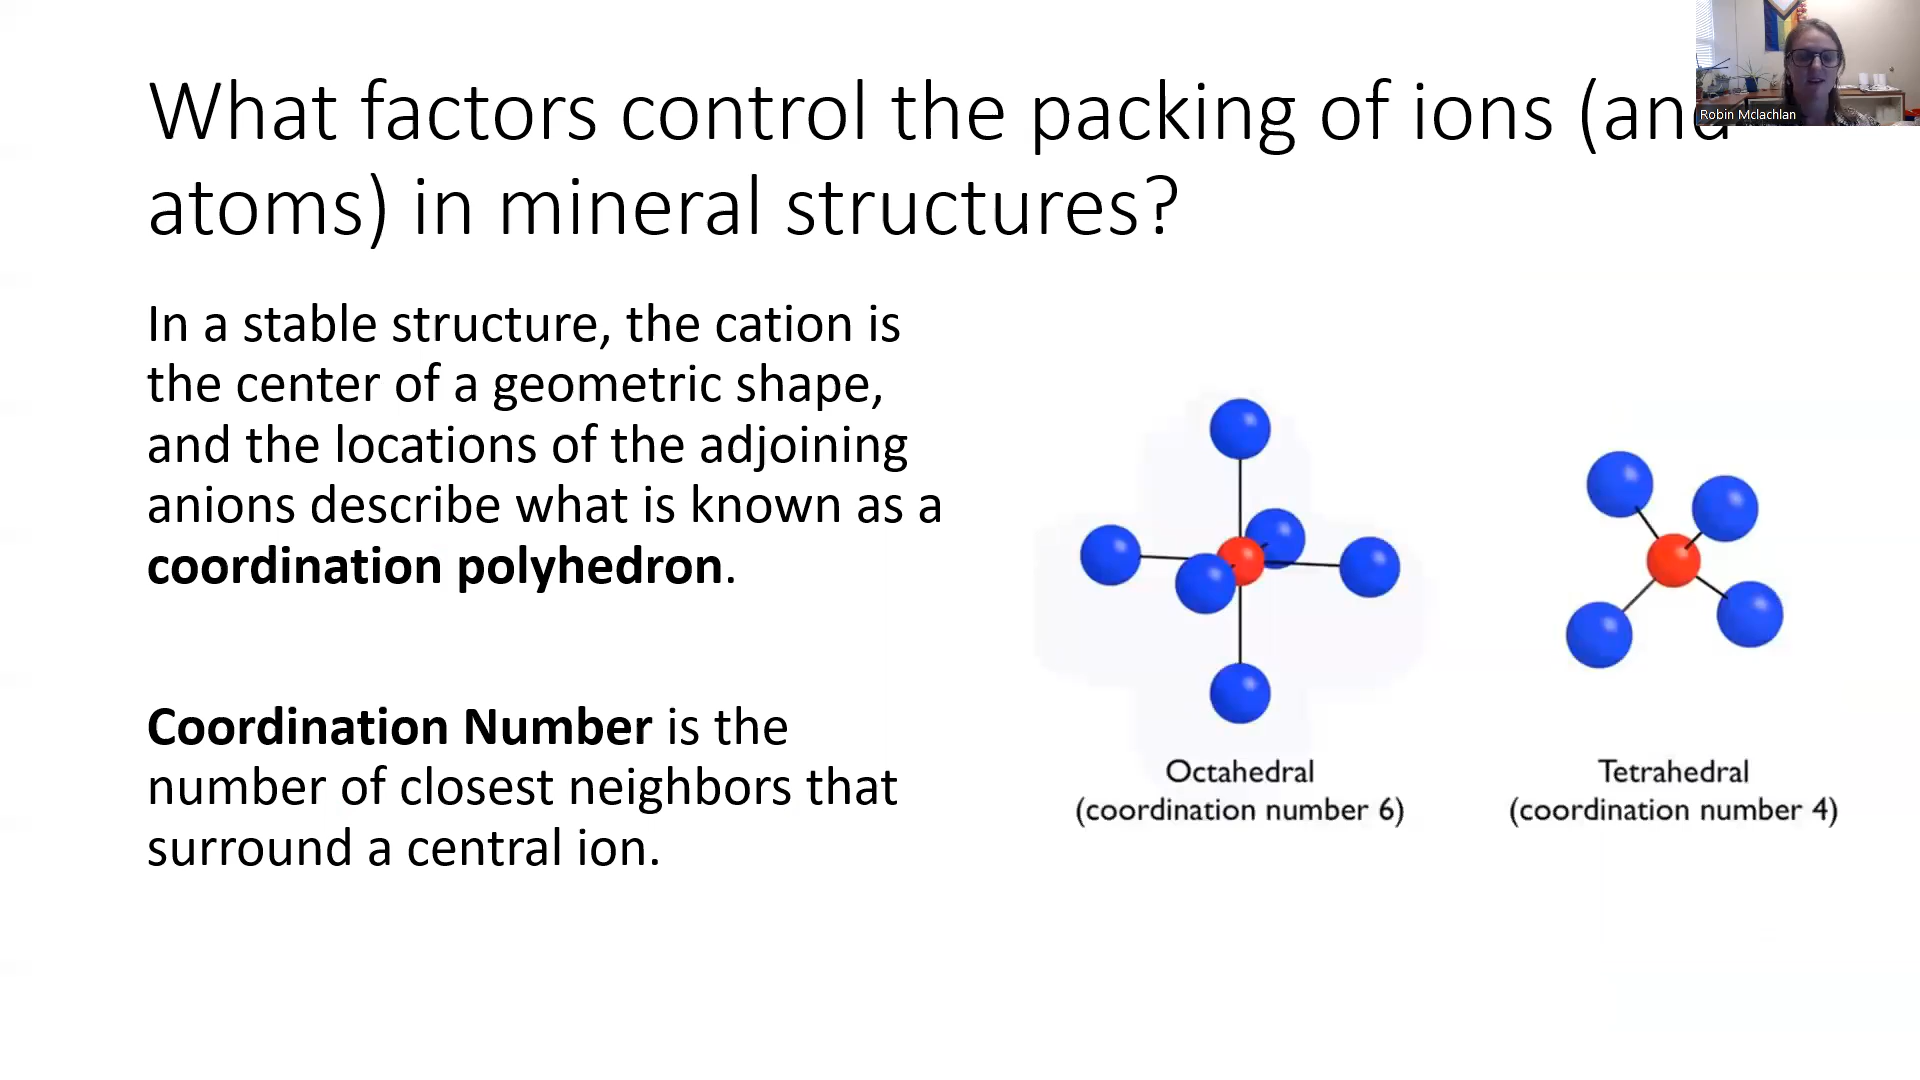 What factors control the packing of ions (and
Robin Mclachlan
atoms) in mineral structures?
In a stable structure, the cation is
the center of a geometric shape,
and the locations of the adjoining
anions describe what is known as a
coordination polyhedron.
Coordination Number is the
number of closest neighbors that
surround a central ion.
Octahedral
(coordination number 6)
Tetrahedral
(coordination number 4)